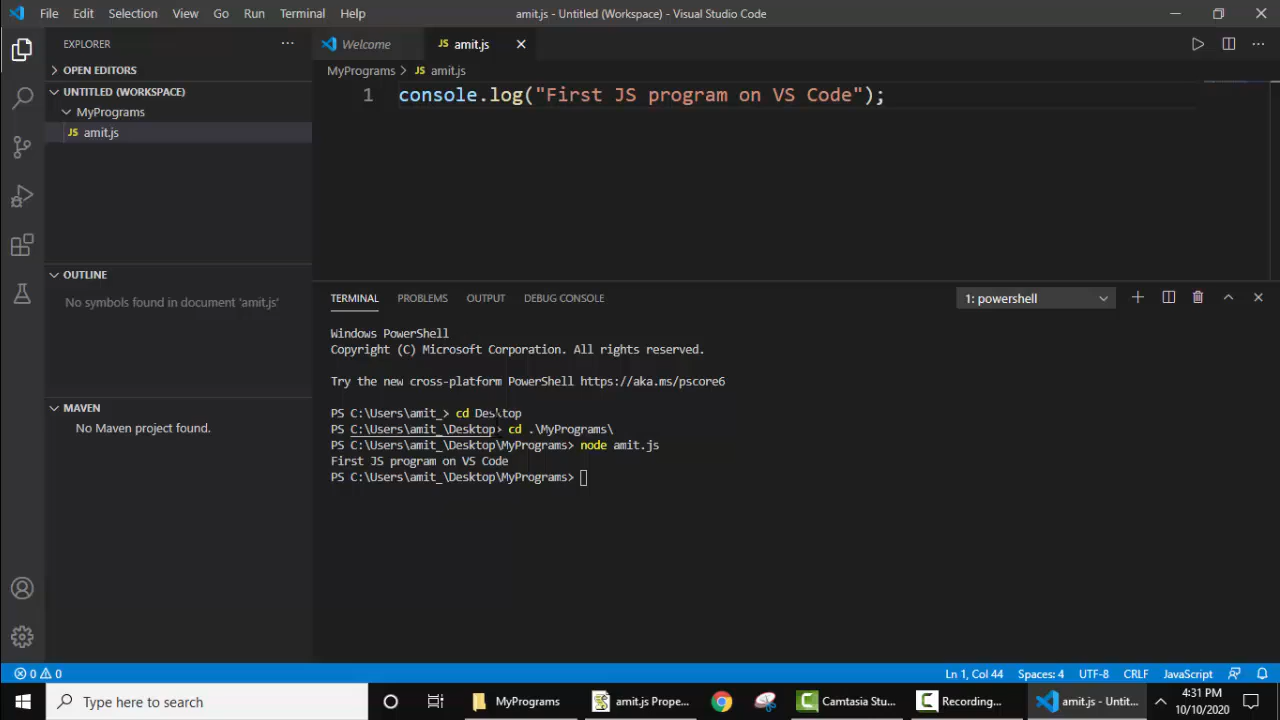 File Edit Selection View Go Run Terminal Help amit.js - Untitled (Workspace) - Visual Studio Code
EXPLORER
OPEN EDITORS
UNTITLED (WORKSPACE)
MyPrograms
JS amit.js
OUTLINE
No symbols found in document 'amit.js'
MAVEN
No Maven project found.
Welcome JS amit.js
MyPrograms > JS amit.js
1 console.log("First JS program on VS Code");
TERMINAL PROBLEMS OUTPUT DEBUG CONSOLE 1: powershell
Windows PowerShell
Copyright (C) Microsoft Corporation. All rights reserved.
Try the new cross-platform PowerShell https://aka.ms/pscore6
PS C:\Users\amit_> cd Desktop
PS C:\Users\amit_\Desktop> cd .\MyPrograms\
PS C:\Users\amit_\Desktop\MyPrograms> node amit.js
First JS program on VS Code
PS C:\Users\amit_\Desktop\MyPrograms>
0 0 Ln 1, Col 44 Spaces: 4 UTF-8 CRLF JavaScript
Type here to search MyPrograms amit.js Prope... Camtasia Stu... Recording... amit.js - Untit... 4:31 PM
10/10/2020